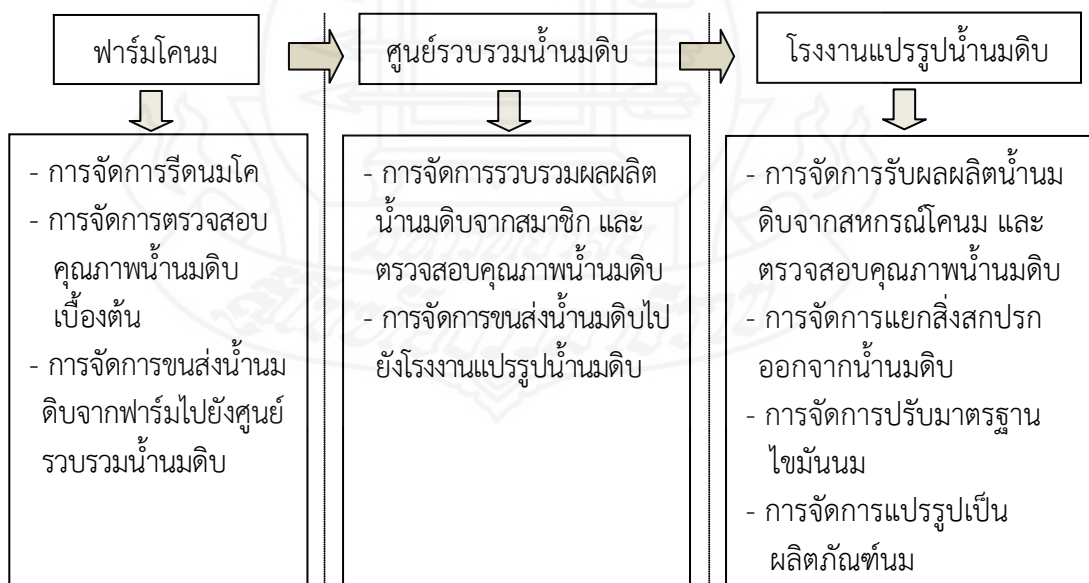 ฟาร์มโคนม
ศูนย์รวบรวมน้ำนมดิบ
โรงงานแปรรูปน้ำนมดิบ
- การจัดการรีดนมโค
- การจัดการตรวจสอบ
คุณภาพน้ำนมดิบ
เบื้องต้น
- การจัดการขนส่งน้ำนม
ดิบจากฟาร์มไปยังศูนย์
รวบรวมน้ำนมดิบ
- การจัดการรวบรวมผลผลิต
น้ำนมดิบจากสมาชิก และ
ตรวจสอบคุณภาพน้ำนมดิบ
- การจัดการขนส่งน้ำนมดิบไป
ยังโรงงานแปรรูปน้ำนมดิบ
- การจัดการรับผลผลิตน้ำนม
ดิบจากสหกรณ์โคนม และ
ตรวจสอบคุณภาพน้ำนมดิบ
- การจัดการแยกสิ่งสกปรก
ออกจากน้ำนมดิบ
- การจัดการปรับมาตรฐาน
ไขมันนม
- การจัดการแปรรูปเป็น
ผลิตภัณฑ์นม